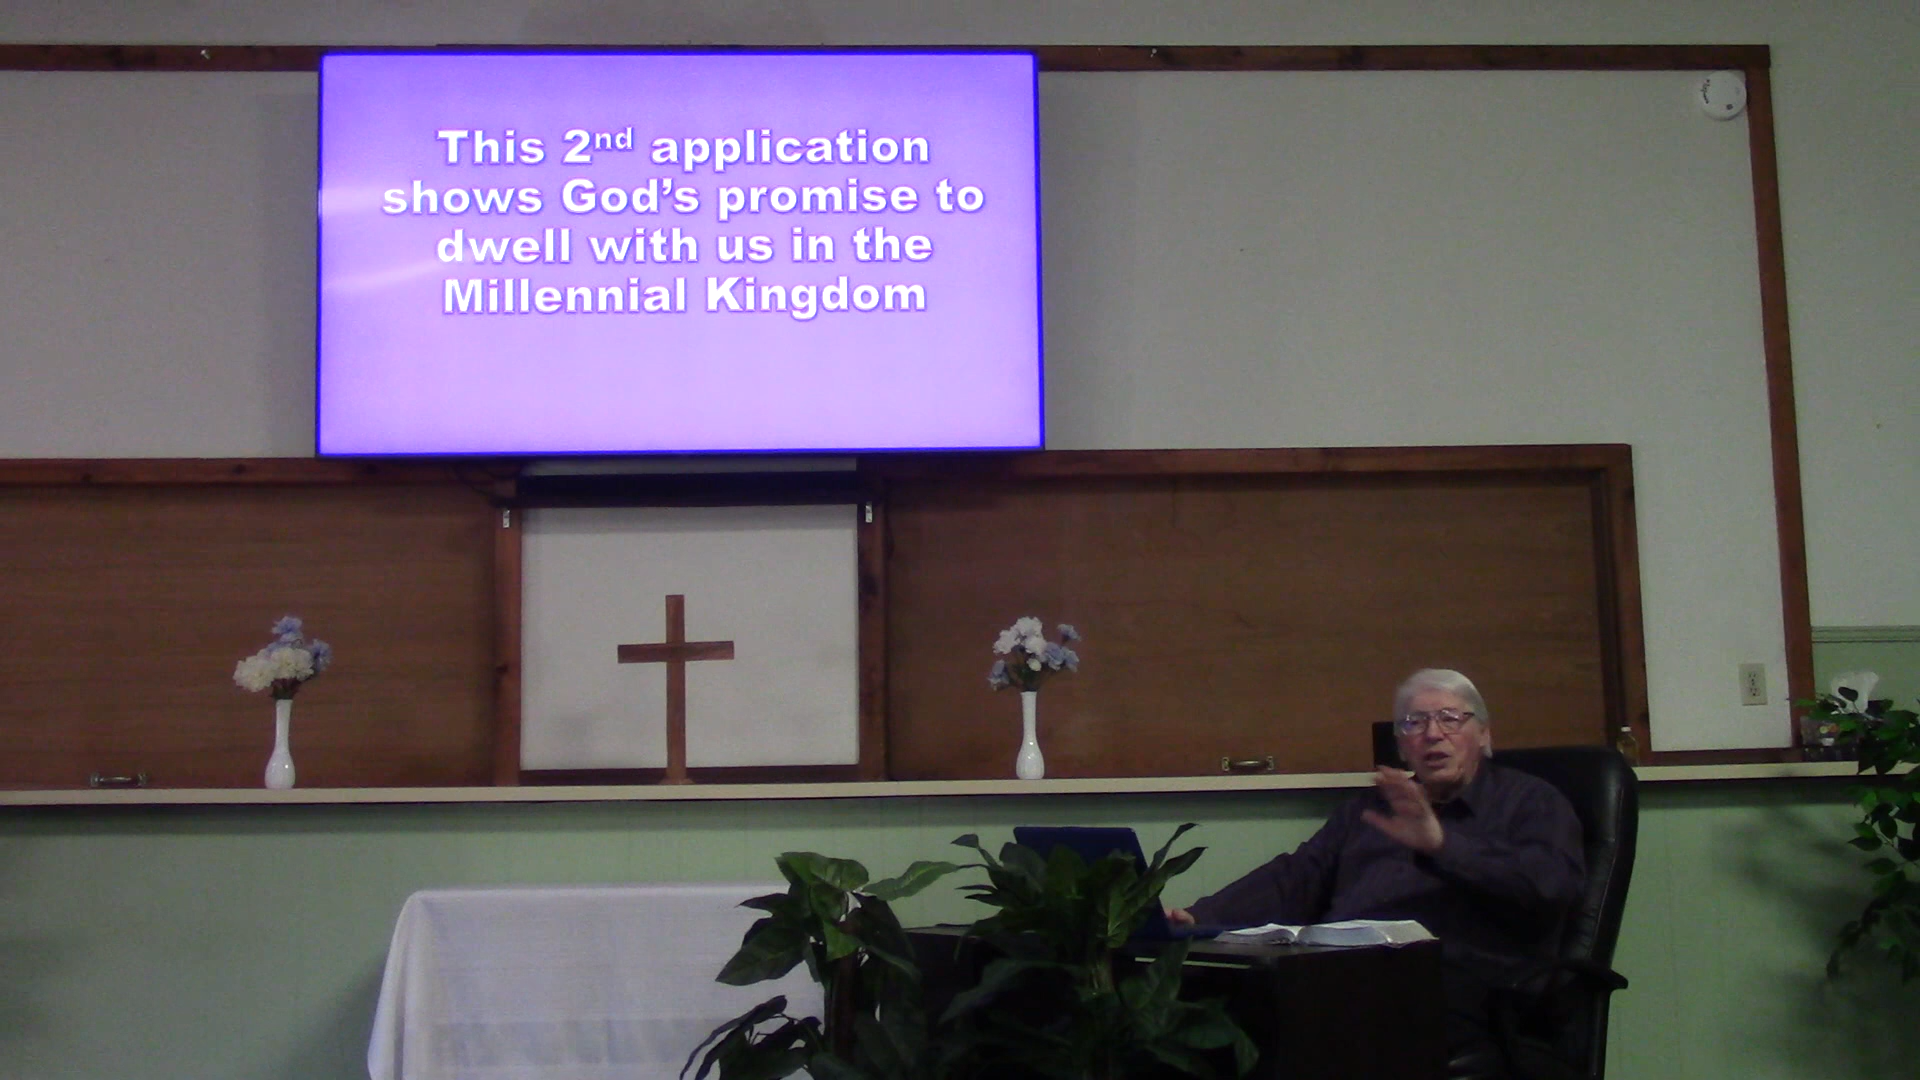 This 2nd application
shows God's promise to
dwell with us in the
Millennial Kingdom